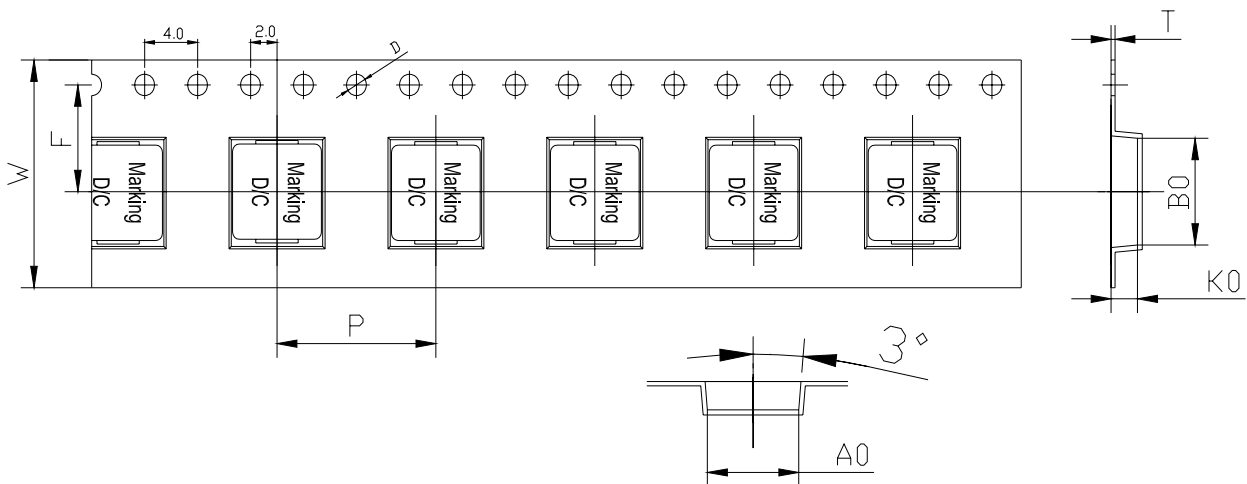 4.0
2.0
D
T
F
W
Marking
D/C
Marking
D/C
Marking
D/C
Marking
D/C
Marking
D/C
Marking
D/C
B0
K0
P
3°
A0